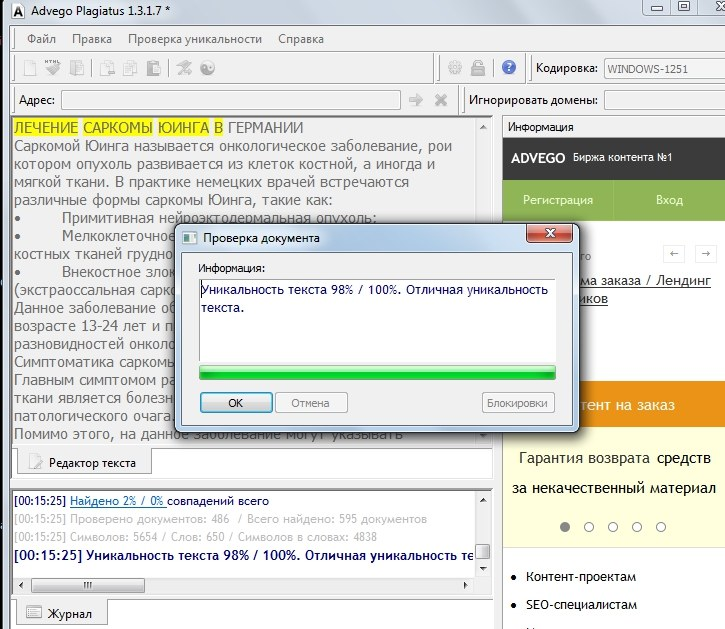 Advego Plagiatus 1.3.1.7 *
Файл Правка Проверка уникальности Справка
Кодировка: WINDOWS-1251
Адрес: Игнорировать домены:
ЛЕЧЕНИЕ САРКОМЫ ЮИНГА В ГЕРМАНИИ
Саркомой Юинга называется онкологическое заболевание, рои
котором опухоль развивается из клеток костной, а иногда и
мягкой ткани. В практике немецких врачей встречаются
различные формы саркомы Юинга, такие как:
• Примитивная нейроэктодермальная опухоль;
• Мелкоклеточное
костных тканей грудно
• Внекостное злок
(экстраоссальная сарко
Данное заболевание об
возрасте 13-24 лет и п
разновидностей онколо
Симптоматика саркомы
Главным симптомом ра
ткани является болезн
патологического очага.
Помимо этого, на данное заболевание могут указывать
Редактор текста
Проверка документа
Информация:
Уникальность текста 98% / 100%. Отличная уникальность
текста.
OK Отмена Блокировки
[00:15:25] Найдено 2% / 0% совпадений всего
[00:15:25] Проверено документов: 486 / Всего найдено: 595 документов
[00:15:25] Символов: 5654 / Слов: 650 / Символов в словах: 4838
[00:15:25] Уникальность текста 98% / 100%. Отличная уникальность те
Журнал
Информация
ADVEGO Биржа контента №1
Регистрация Вход
ма заказа / Лендинг
иков
тент на заказ
Гарантия возврата средств
за некачественный материал
• Контент-проектам
• SEO-специалистам